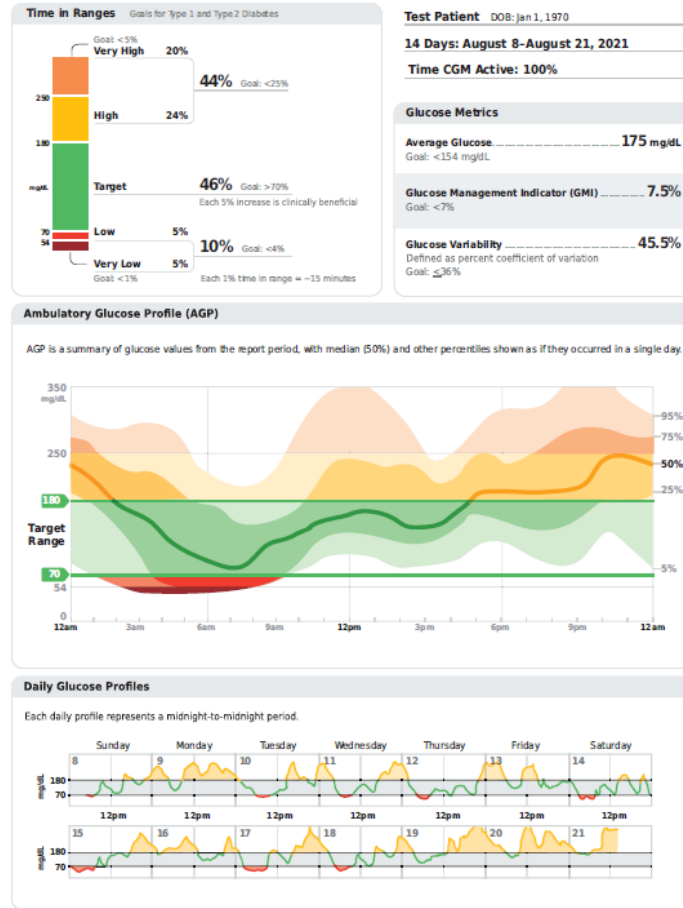 Time in Ranges Goals for Type 1 and Type 2 Diabetes
Goal: <5%
Very High 20%
44% Goal: <25%
250
High 24%
180
mg/dL
Target 46% Goal: >70%
Each 5% increase is clinically beneficial
70
54
Low 5%
10% Goal: <4%
Very Low 5%
Goal: <1%
Each 1% time in range = ~15 minutes
Test Patient DOB: Jan 1, 1970
14 Days: August 8–August 21, 2021
Time CGM Active: 100%
Glucose Metrics
Average Glucose 175 mg/dL
Goal: <154 mg/dL
Glucose Management Indicator (GMI) 7.5%
Goal: <7%
Glucose Variability 45.5%
Defined as percent coefficient of variation
Goal: ≤36%
Ambulatory Glucose Profile (AGP)
AGP is a summary of glucose values from the report period, with median (50%) and other percentiles shown as if they occurred in a single day.
350
mg/dL
95%
75%
250
50%
25%
180
Target
Range
70
5%
54
0
12am 3am 6am 9am 12pm 3pm 6pm 9pm 12am
Daily Glucose Profiles
Each daily profile represents a midnight-to-midnight period.
Sunday Monday Tuesday Wednesday Thursday Friday Saturday
8 9 10 11 12 13 14
mg/dL
180
70
12pm 12pm 12pm 12pm 12pm 12pm 12pm
15 16 17 18 19 20 21
mg/dL
180
70